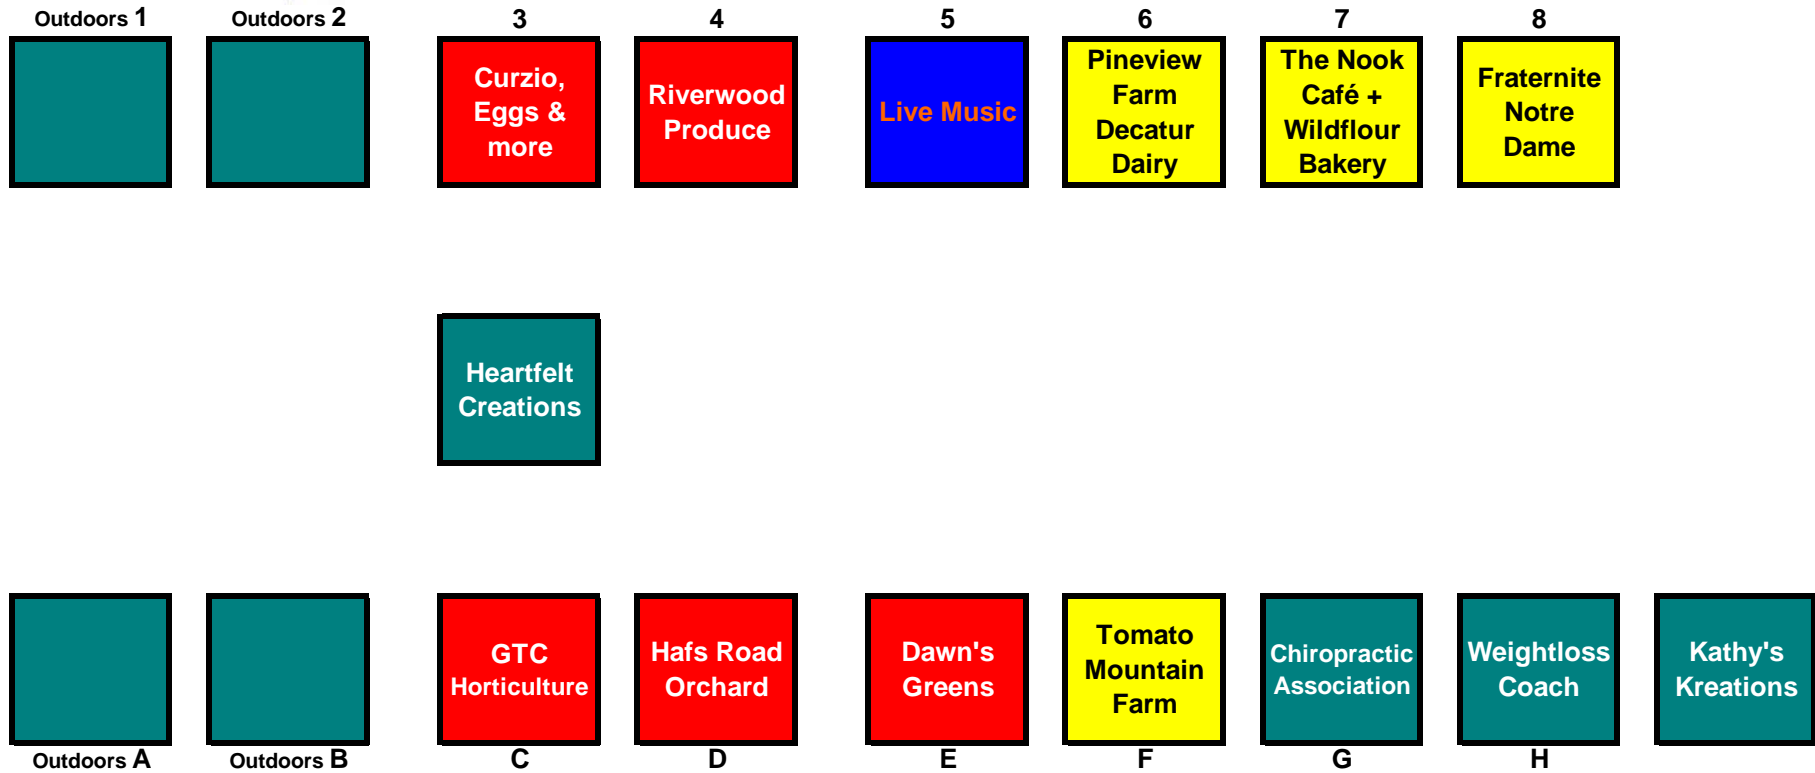 Outdoors 1
Outdoors 2
3
4
5
6
7
8
Curzio,
Eggs &
more
Riverwood
Produce
Live Music
Pineview
Farm
Decatur
Dairy
The Nook
Café +
Wildflour
Bakery
Fraternite
Notre
Dame
Heartfelt
Creations
GTC
Horticulture
Hafs Road
Orchard
Dawn's
Greens
Tomato
Mountain
Farm
Chiropractic
Association
Weightloss
Coach
Kathy's
Kreations
Outdoors A
Outdoors B
C
D
E
F
G
H